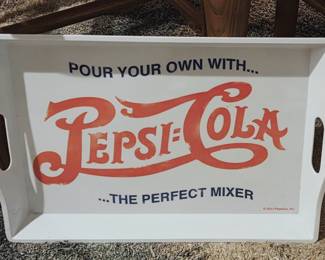 POUR YOUR OWN WITH...
PEPSI=COLA
...THE PERFECT MIXER